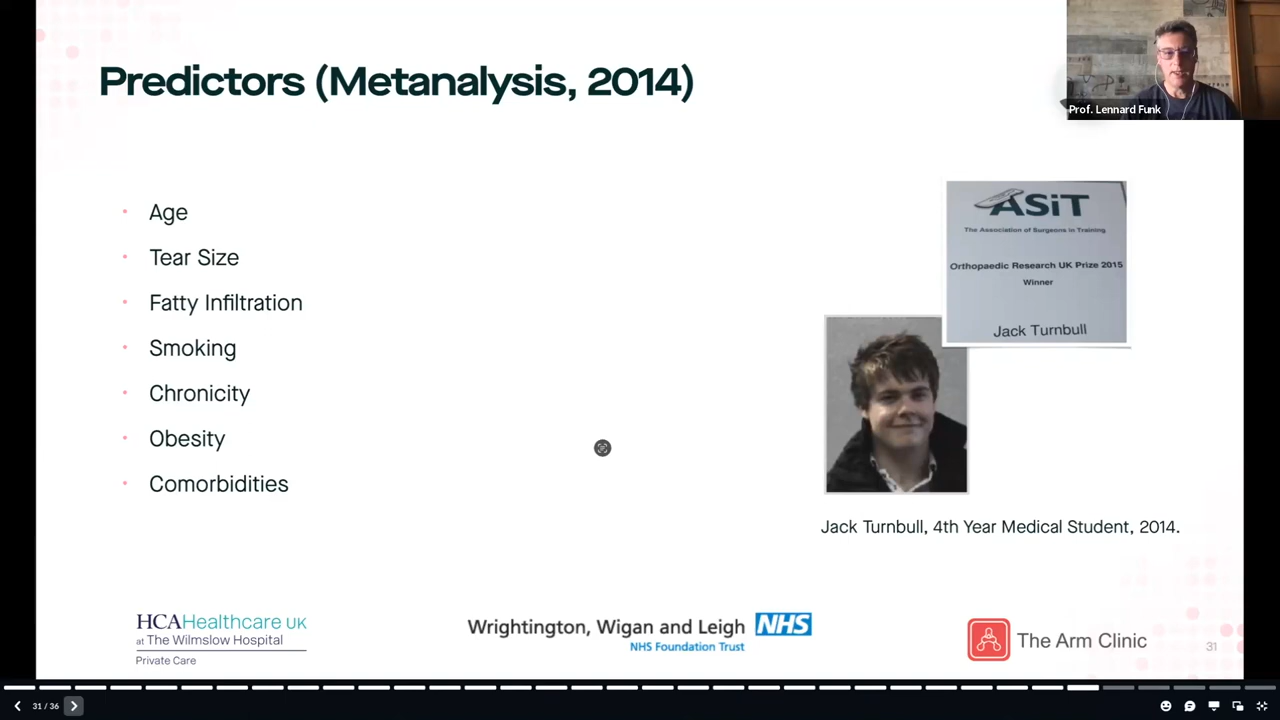 Predictors (Metanalysis, 2014)
Prof. Lennard Funk
Age
Tear Size
Fatty Infiltration
Smoking
Chronicity
Obesity
Comorbidities
ASiT
The Association of Surgeons in Training
Orthopaedic Research UK Prize 2015
Winner
Jack Turnbull
Jack Turnbull, 4th Year Medical Student, 2014.
HCAHealthcare UK
at The Wilmslow Hospital
Private Care
Wrightington, Wigan and Leigh NHS
NHS Foundation Trust
The Arm Clinic
31
31 / 36